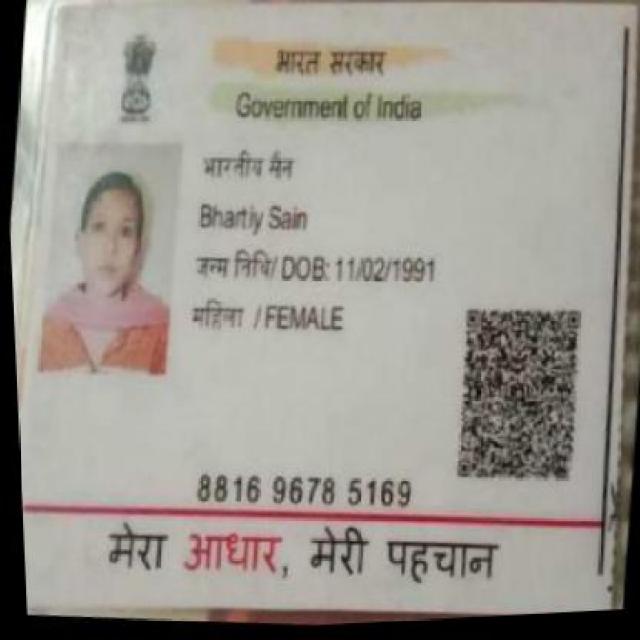 भारत सरकार
Government of India
भारतीय सैन
Bhartiy Sain
जन्म तिथि/ DOB: 11/02/1991
महिला / FEMALE
8816 9678 5169
मेरा आधार, मेरी पहचान